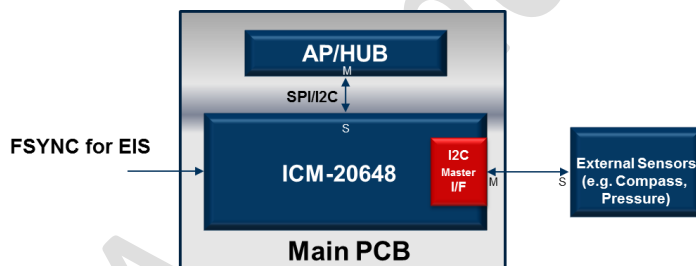 AP/HUB
M
SPI/I2C
S
FSYNC for EIS
ICM-20648
I2C
Master
I/F
M
S
External Sensors
(e.g. Compass,
Pressure)
Main PCB